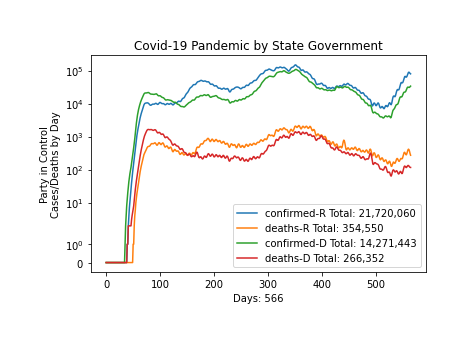 Covid-19 Pandemic by State Government
Party in Control
Cases/Deaths by Day
10⁵
10⁴
10³
10²
10¹
10⁰
0
confirmed-R Total: 21,720,060
deaths-R Total: 354,550
confirmed-D Total: 14,271,443
deaths-D Total: 266,352
0 100 200 300 400 500
Days: 566